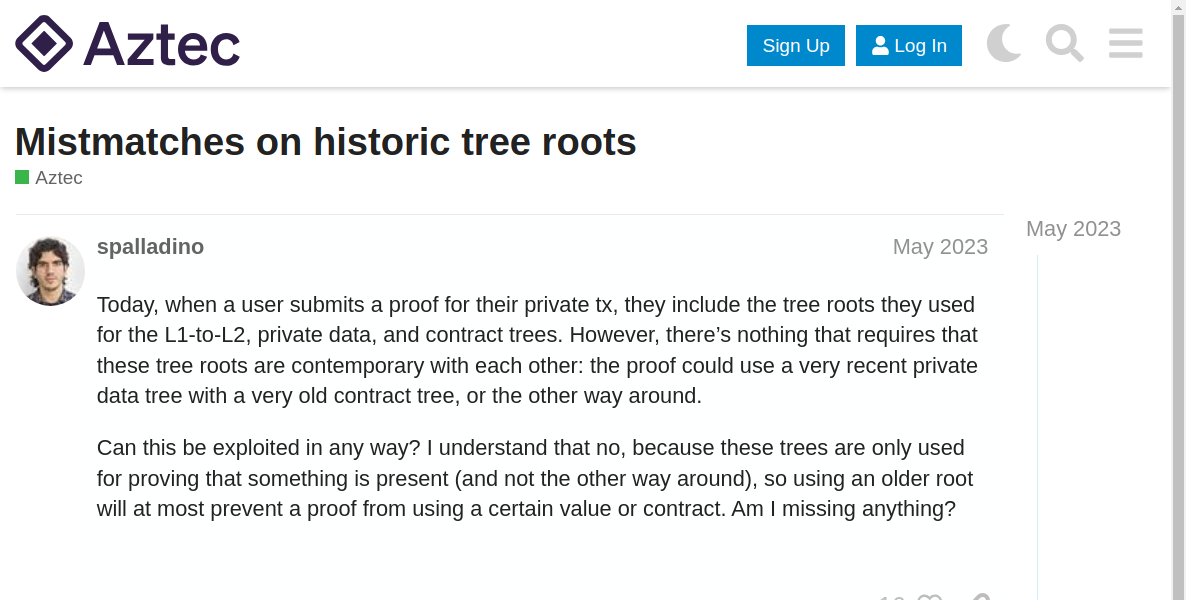 Aztec
Sign Up
Log In
Mistmatches on historic tree roots
Aztec
spalladino
May 2023
May 2023
Today, when a user submits a proof for their private tx, they include the tree roots they used
for the L1-to-L2, private data, and contract trees. However, there’s nothing that requires that
these tree roots are contemporary with each other: the proof could use a very recent private
data tree with a very old contract tree, or the other way around.
Can this be exploited in any way? I understand that no, because these trees are only used
for proving that something is present (and not the other way around), so using an older root
will at most prevent a proof from using a certain value or contract. Am I missing anything?